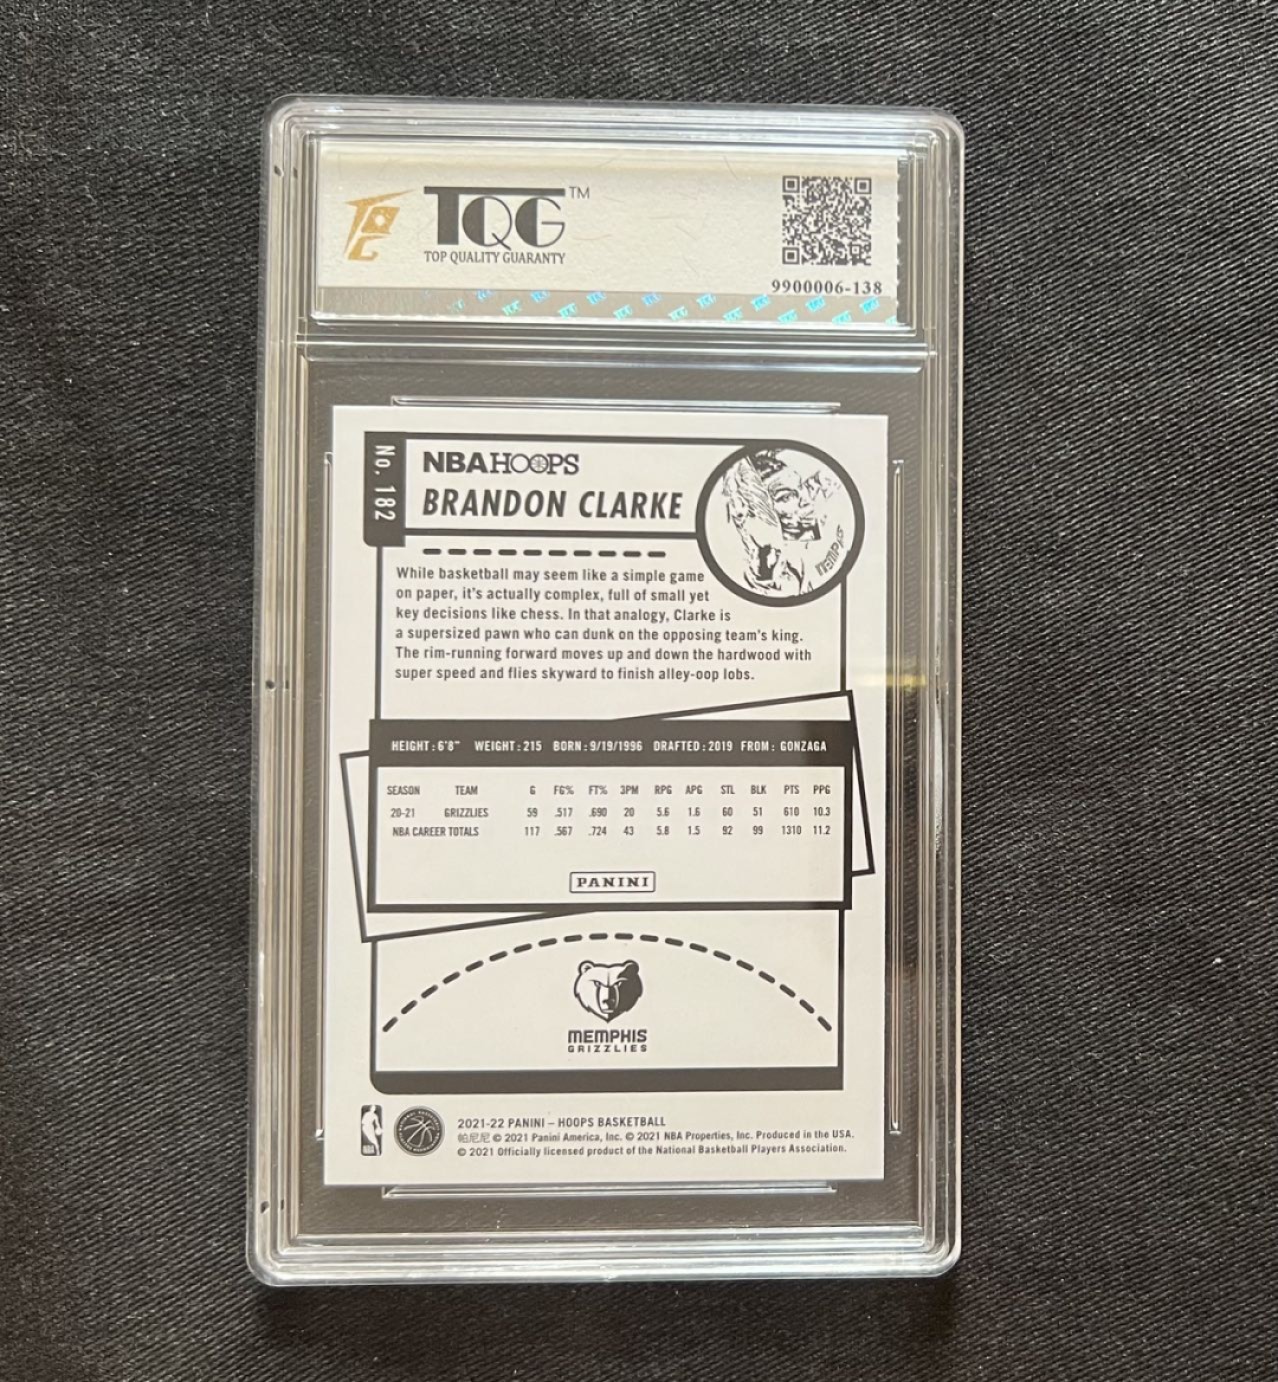 TQG™
TOP QUALITY GUARANTY
9900006-138
No. 182
NBA HOOPS
BRANDON CLARKE
MEMPHIS
While basketball may seem like a simple game
on paper, it's actually complex, full of small yet
key decisions like chess. In that analogy, Clarke is
a supersized pawn who can dunk on the opposing team's king.
The rim-running forward moves up and down the hardwood with
super speed and flies skyward to finish alley-oop lobs.
HEIGHT: 6'8" WEIGHT: 215 BORN: 9/19/1996 DRAFTED: 2019 FROM: GONZAGA
SEASON TEAM G FG% FT% 3PM RPG APG STL BLK PTS PPG
20-21 GRIZZLIES 59 .517 .690 20 5.6 1.6 60 51 610 10.3
NBA CAREER TOTALS 117 .567 .724 43 5.8 1.5 92 99 1310 11.2
PANINI
MEMPHIS
GRIZZLIES
NBA
2021-22 PANINI – HOOPS BASKETBALL
帕尼尼 © 2021 Panini America, Inc. © 2021 NBA Properties, Inc. Produced in the USA.
© 2021 Officially licensed product of the National Basketball Players Association.